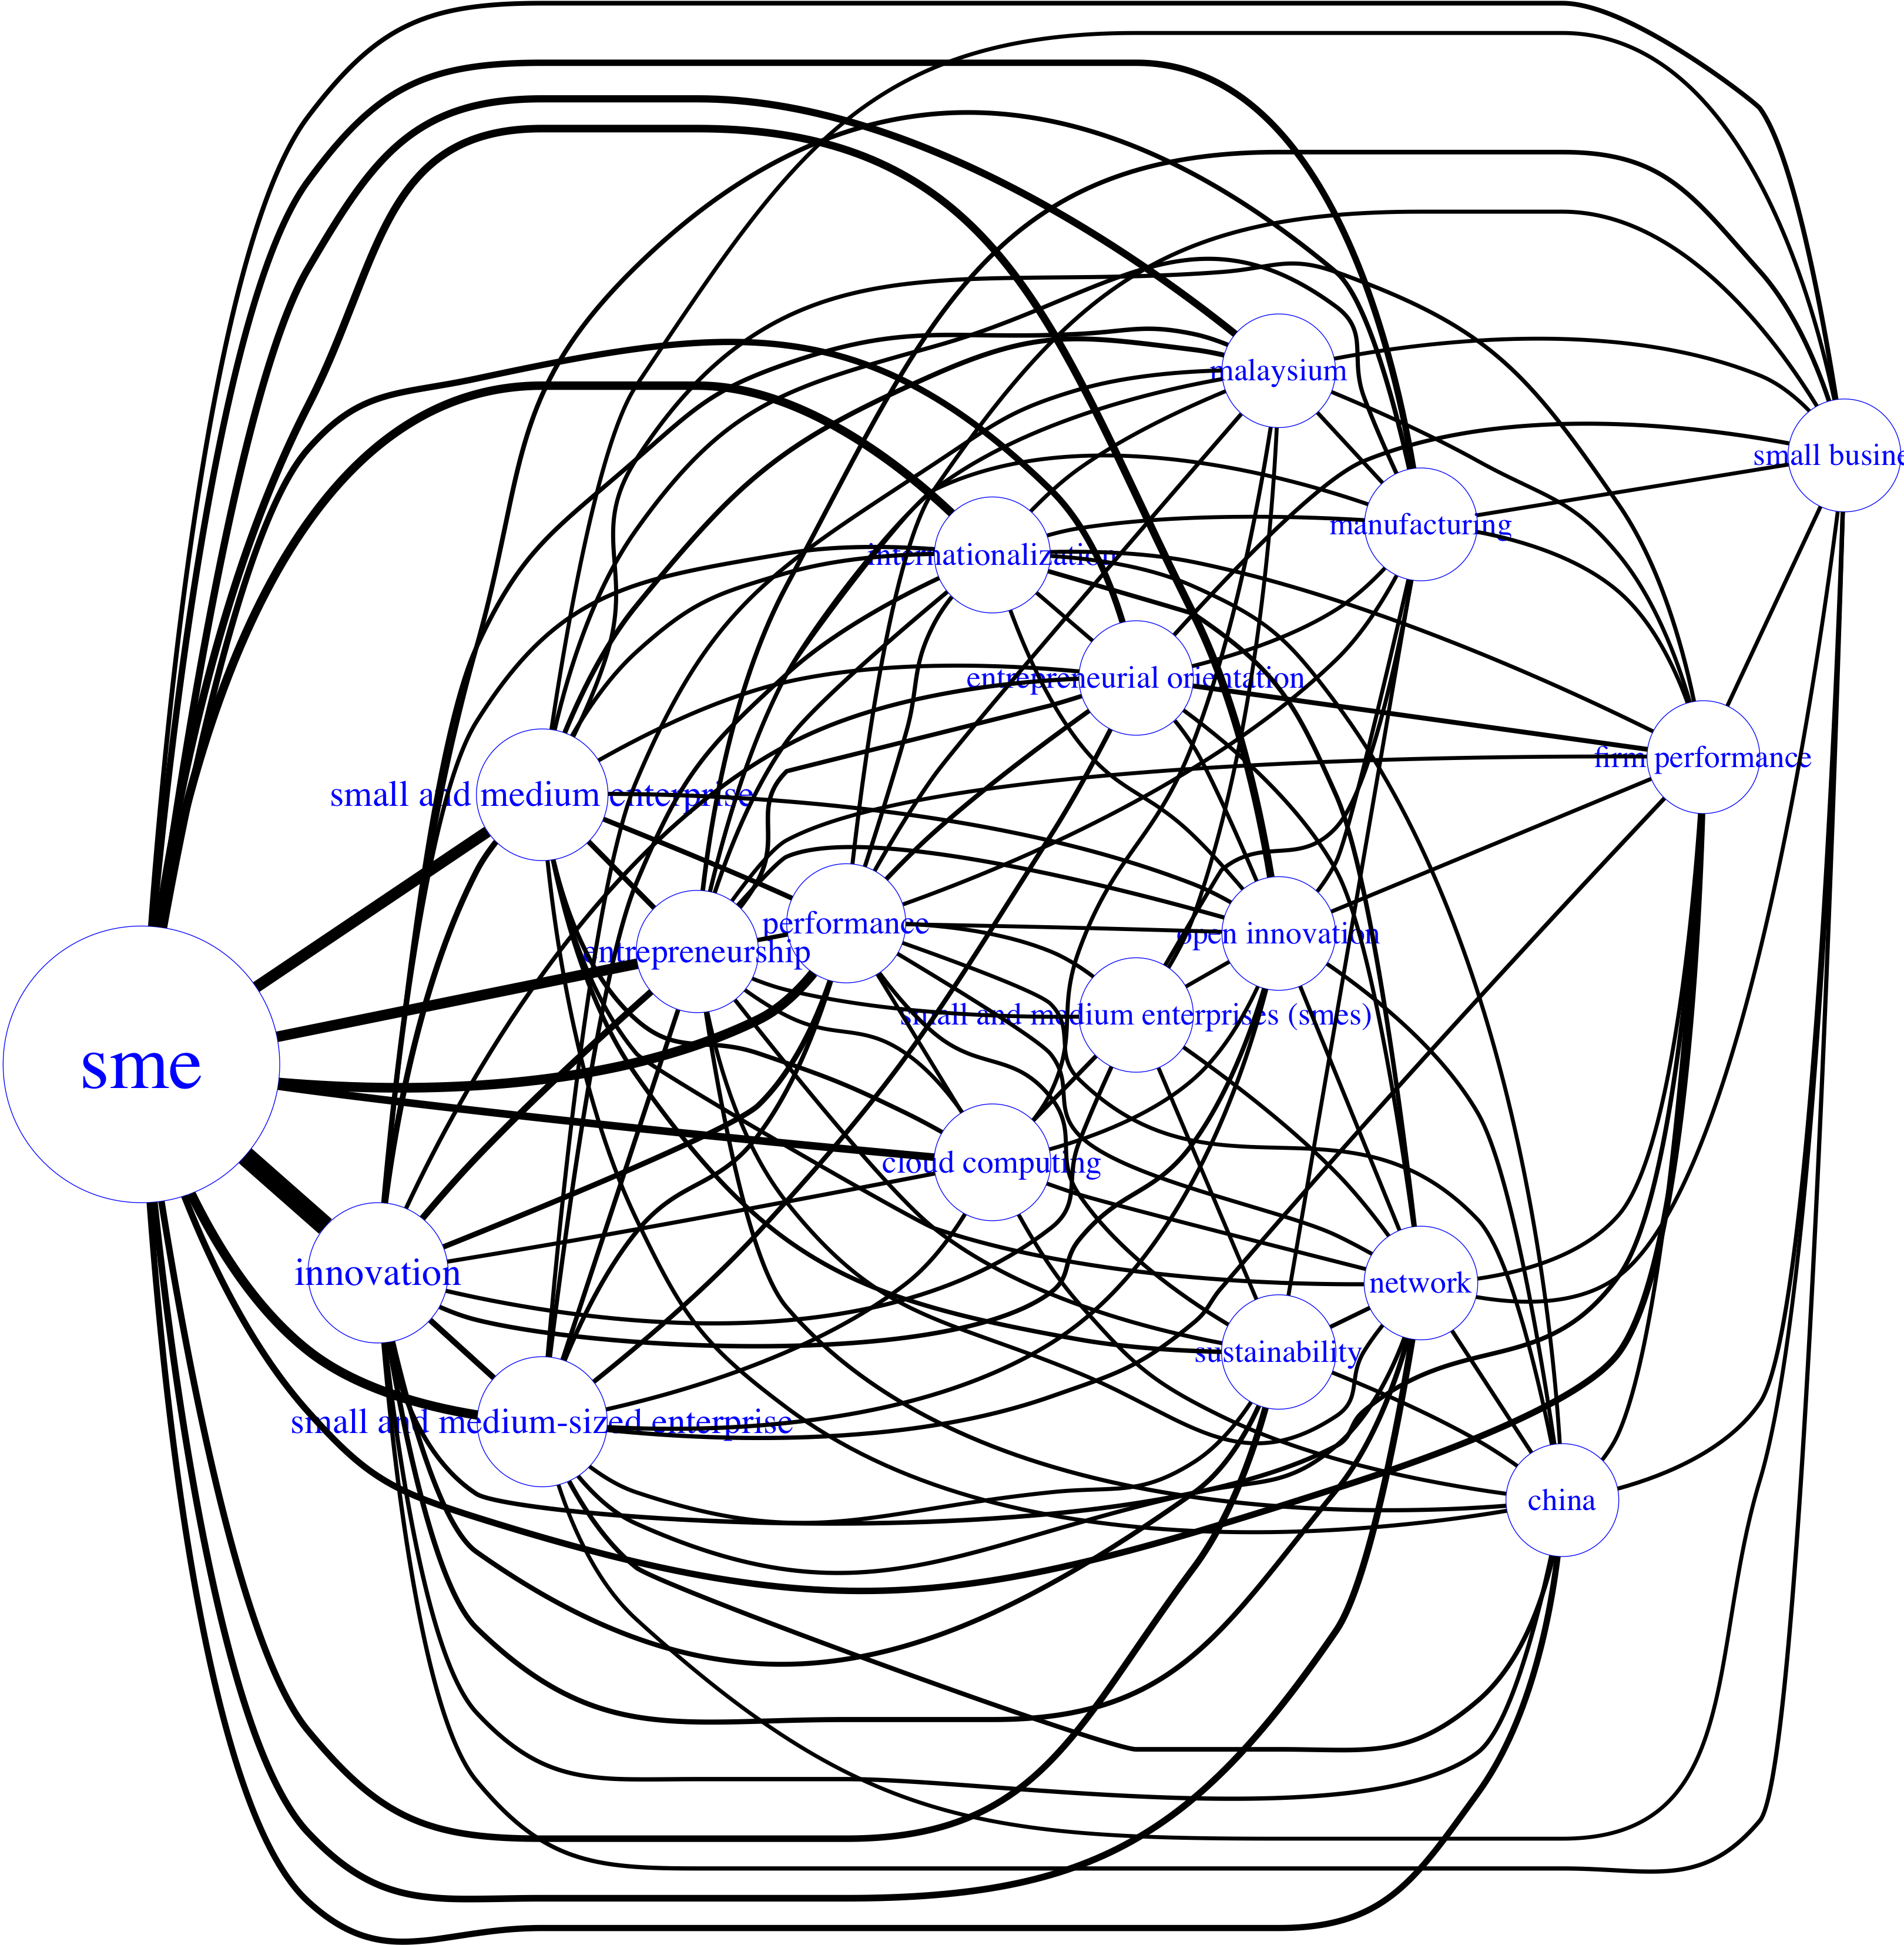 malaysium
small busine
manufacturing
internationalization
entrepreneurial orientation
firm performance
small and medium enterprise
performance
open innovation
entrepreneurship
small and medium enterprises (smes)
sme
cloud computing
innovation
network
sustainability
small and medium-sized enterprise
china